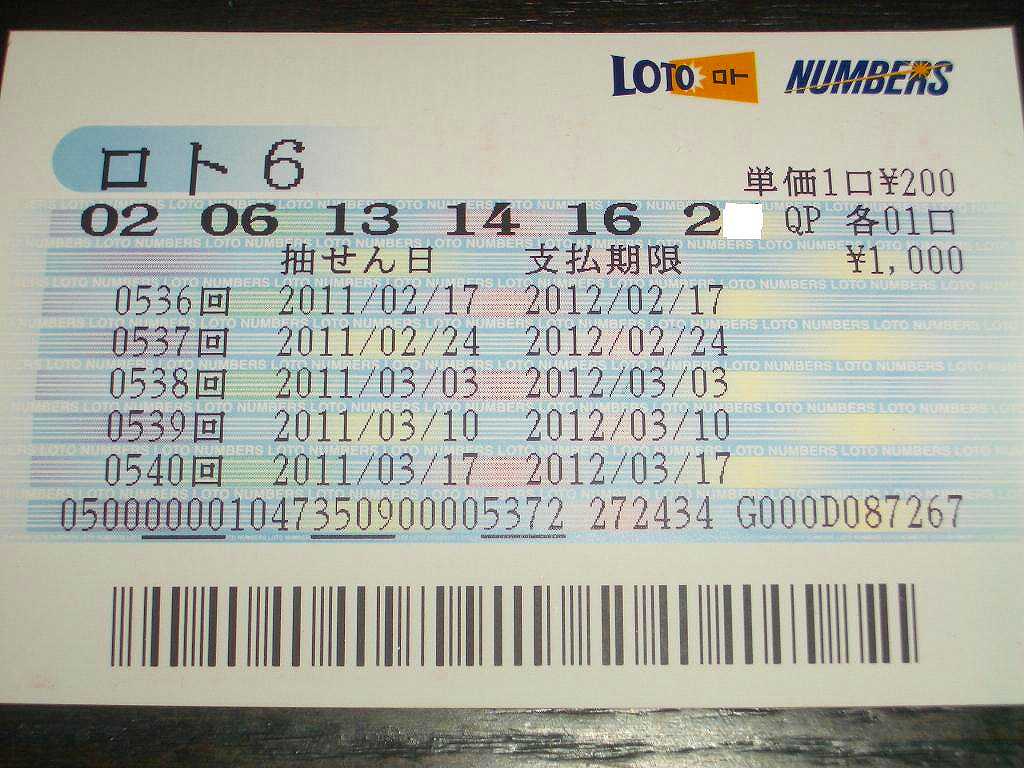 LOTO ロト NUMBERS
ロト6
単価1口¥200
02 06 13 14 16 2 QP 各01口
抽せん日 支払期限 ¥1,000
0536回 2011/02/17 2012/02/17
0537回 2011/02/24 2012/02/24
0538回 2011/03/03 2012/03/03
0539回 2011/03/10 2012/03/10
0540回 2011/03/17 2012/03/17
050000001047350900005372 272434 G000D087267